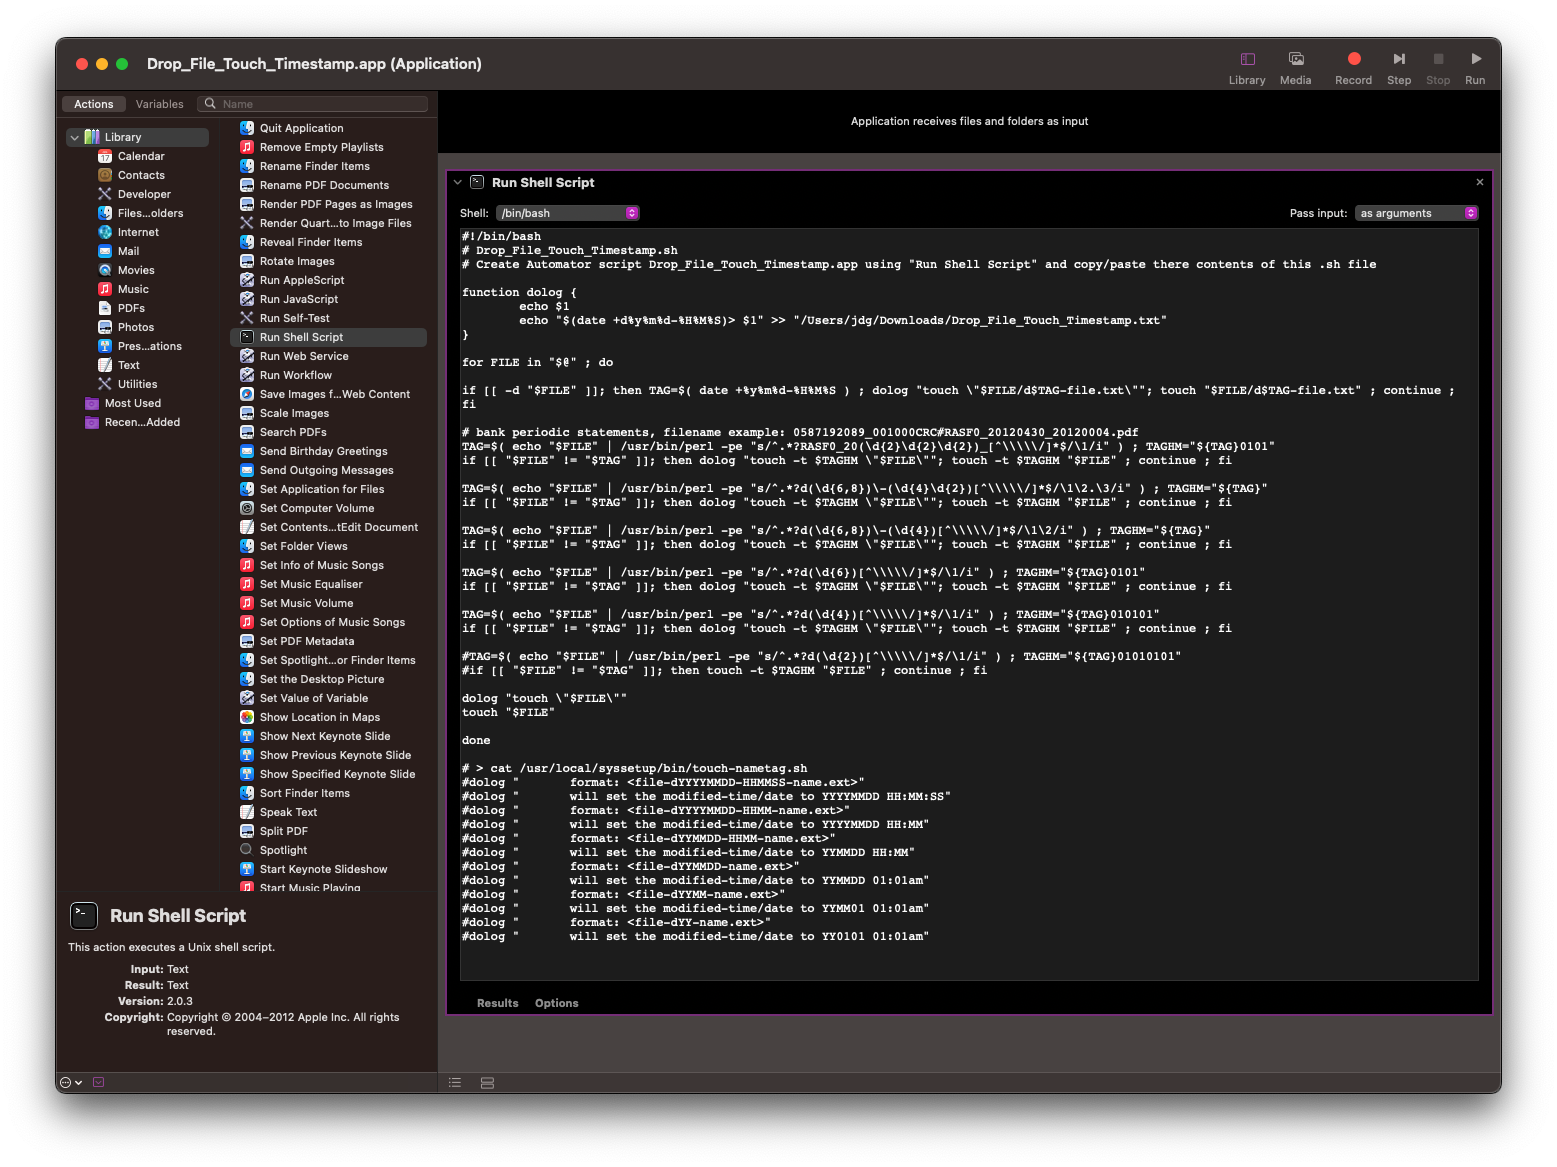 Drop_File_Touch_Timestamp.app (Application)
Library
Media
Record
Step
Stop
Run
Actions
Variables
Name
Library
Calendar
Contacts
Developer
Files...olders
Internet
Mail
Movies
Music
PDFs
Photos
Pres...ations
Text
Utilities
Most Used
Recen...Added
Quit Application
Remove Empty Playlists
Rename Finder Items
Rename PDF Documents
Render PDF Pages as Images
Render Quart...to Image Files
Reveal Finder Items
Rotate Images
Run AppleScript
Run JavaScript
Run Self-Test
Run Shell Script
Run Web Service
Run Workflow
Save Images f...Web Content
Scale Images
Search PDFs
Send Birthday Greetings
Send Outgoing Messages
Set Application for Files
Set Computer Volume
Set Contents...tEdit Document
Set Folder Views
Set Info of Music Songs
Set Music Equaliser
Set Music Volume
Set Options of Music Songs
Set PDF Metadata
Set Spotlight...or Finder Items
Set the Desktop Picture
Set Value of Variable
Show Location in Maps
Show Next Keynote Slide
Show Previous Keynote Slide
Show Specified Keynote Slide
Sort Finder Items
Speak Text
Split PDF
Spotlight
Start Keynote Slideshow
Start Music Playing
Run Shell Script
This action executes a Unix shell script.
Input: Text
Result: Text
Version: 2.0.3
Copyright: Copyright © 2004–2012 Apple Inc. All rights
reserved.
Application receives files and folders as input
Run Shell Script
Shell: /bin/bash
Pass input: as arguments
#!/bin/bash
# Drop_File_Touch_Timestamp.sh
# Create Automator script Drop_File_Touch_Timestamp.app using "Run Shell Script" and copy/paste there contents of this .sh file
function dolog {
echo $1
echo "$(date +d%y%m%d-%H%M%S)> $1" >> "/Users/jdg/Downloads/Drop_File_Touch_Timestamp.txt"
}
for FILE in "$@" ; do
if [[ -d "$FILE" ]]; then TAG=$( date +%y%m%d-%H%M%S ) ; dolog "touch \"$FILE/d$TAG-file.txt\""; touch "$FILE/d$TAG-file.txt" ; continue ;
fi
# bank periodic statements, filename example: 0587192089_001000CRC#RASF0_20120430_20120004.pdf
TAG=$( echo "$FILE" | /usr/bin/perl -pe "s/^.*?RASF0_20(\d{2}\d{2}\d{2})_[^\\\\\/]*$/\1/i" ) ; TAGHM="${TAG}0101"
if [[ "$FILE" != "$TAG" ]]; then dolog "touch -t $TAGHM \"$FILE\""; touch -t $TAGHM "$FILE" ; continue ; fi
TAG=$( echo "$FILE" | /usr/bin/perl -pe "s/^.*?d(\d{6,8})\-(\d{4}\d{2})[^\\\\\/]*$/\1\2.\3/i" ) ; TAGHM="${TAG}"
if [[ "$FILE" != "$TAG" ]]; then dolog "touch -t $TAGHM \"$FILE\""; touch -t $TAGHM "$FILE" ; continue ; fi
TAG=$( echo "$FILE" | /usr/bin/perl -pe "s/^.*?d(\d{6,8})\-(\d{4})[^\\\\\/]*$/\1\2/i" ) ; TAGHM="${TAG}"
if [[ "$FILE" != "$TAG" ]]; then dolog "touch -t $TAGHM \"$FILE\""; touch -t $TAGHM "$FILE" ; continue ; fi
TAG=$( echo "$FILE" | /usr/bin/perl -pe "s/^.*?d(\d{6})[^\\\\\/]*$/\1/i" ) ; TAGHM="${TAG}0101"
if [[ "$FILE" != "$TAG" ]]; then dolog "touch -t $TAGHM \"$FILE\""; touch -t $TAGHM "$FILE" ; continue ; fi
TAG=$( echo "$FILE" | /usr/bin/perl -pe "s/^.*?d(\d{4})[^\\\\\/]*$/\1/i" ) ; TAGHM="${TAG}010101"
if [[ "$FILE" != "$TAG" ]]; then dolog "touch -t $TAGHM \"$FILE\""; touch -t $TAGHM "$FILE" ; continue ; fi
#TAG=$( echo "$FILE" | /usr/bin/perl -pe "s/^.*?d(\d{2})[^\\\\\/]*$/\1/i" ) ; TAGHM="${TAG}01010101"
#if [[ "$FILE" != "$TAG" ]]; then touch -t $TAGHM "$FILE" ; continue ; fi
dolog "touch \"$FILE\""
touch "$FILE"
done
# > cat /usr/local/syssetup/bin/touch-nametag.sh
#dolog " format: <file-dYYYYMMDD-HHMMSS-name.ext>"
#dolog " will set the modified-time/date to YYYYMMDD HH:MM:SS"
#dolog " format: <file-dYYYYMMDD-HHMM-name.ext>"
#dolog " will set the modified-time/date to YYYYMMDD HH:MM"
#dolog " format: <file-dYYMMDD-HHMM-name.ext>"
#dolog " will set the modified-time/date to YYMMDD HH:MM"
#dolog " format: <file-dYYMMDD-name.ext>"
#dolog " will set the modified-time/date to YYMMDD 01:01am"
#dolog " format: <file-dYYMM-name.ext>"
#dolog " will set the modified-time/date to YYMM01 01:01am"
#dolog " format: <file-dYY-name.ext>"
#dolog " will set the modified-time/date to YY0101 01:01am"
Results
Options